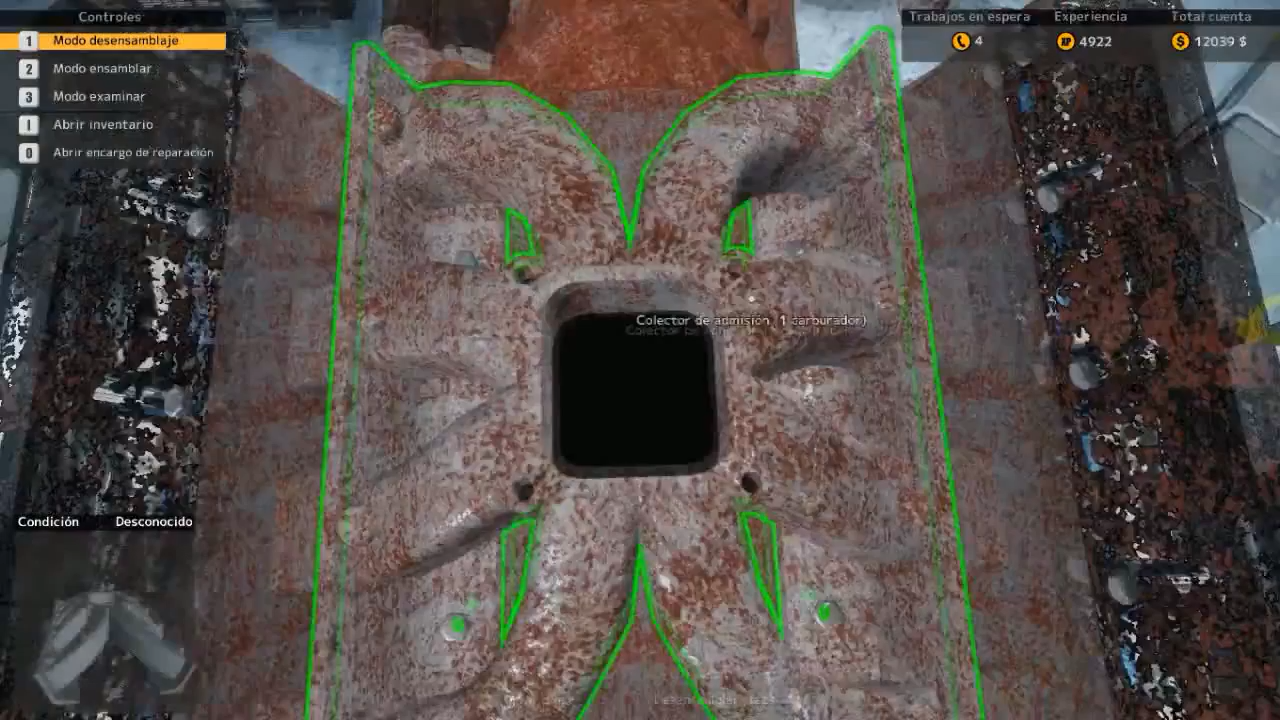 Controles
1 Modo desensamblaje
2 Modo ensamblar
3 Modo examinar
I Abrir inventario
O Abrir encargo de reparación
Trabajos en espera Experiencia Total cuenta
4 XP 4922 $ 12039 $
Colector de admisión (1 carburador)
Condición Desconocido